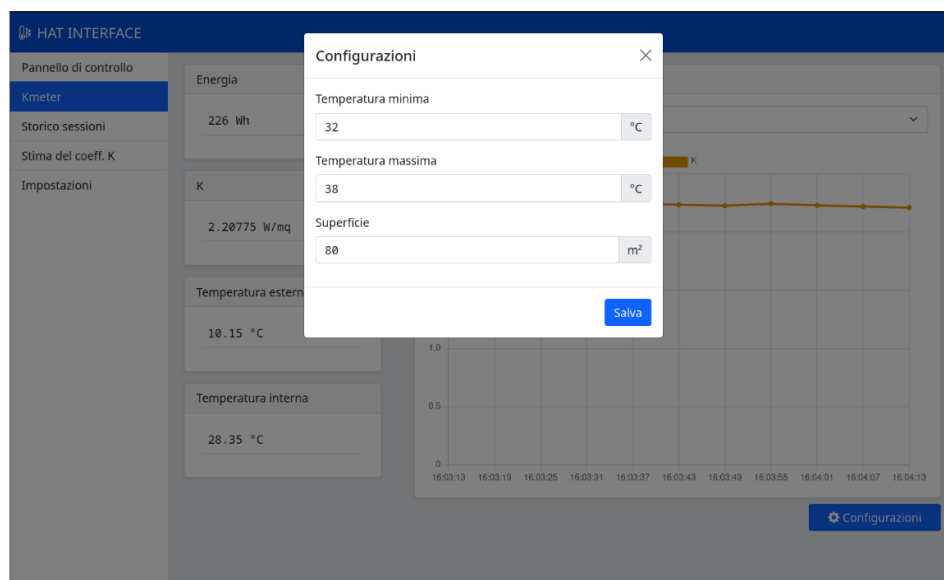 HAT INTERFACE
Pannello di controllo
Kmeter
Storico sessioni
Stima del coeff. K
Impostazioni
Energia
226 Wh
K
2.20775 W/mq
Temperatura estern
10.15 °C
Temperatura interna
28.35 °C
Configurazioni
Temperatura minima
32 °C
Temperatura massima
38 °C
Superficie
80 m²
Salva
K
1,0
0,5
0
16:03:13 16:03:19 16:03:25 16:03:31 16:03:37 16:03:43 16:03:49 16:03:55 16:04:01 16:04:07 16:04:13
Configurazioni